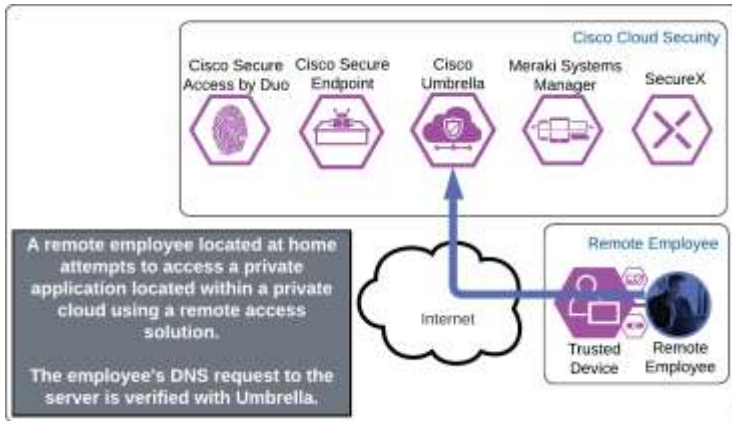 Cisco Cloud Security
Cisco Secure
Access by Duo
Cisco Secure
Endpoint
Cisco
Umbrella
Meraki Systems
Manager
SecureX
A remote employee located at home
attempts to access a private
application located within a private
cloud using a remote access
solution.
The employee's DNS request to the
server is verified with Umbrella.
Internet
Remote Employee
Trusted
Device
Remote
Employee